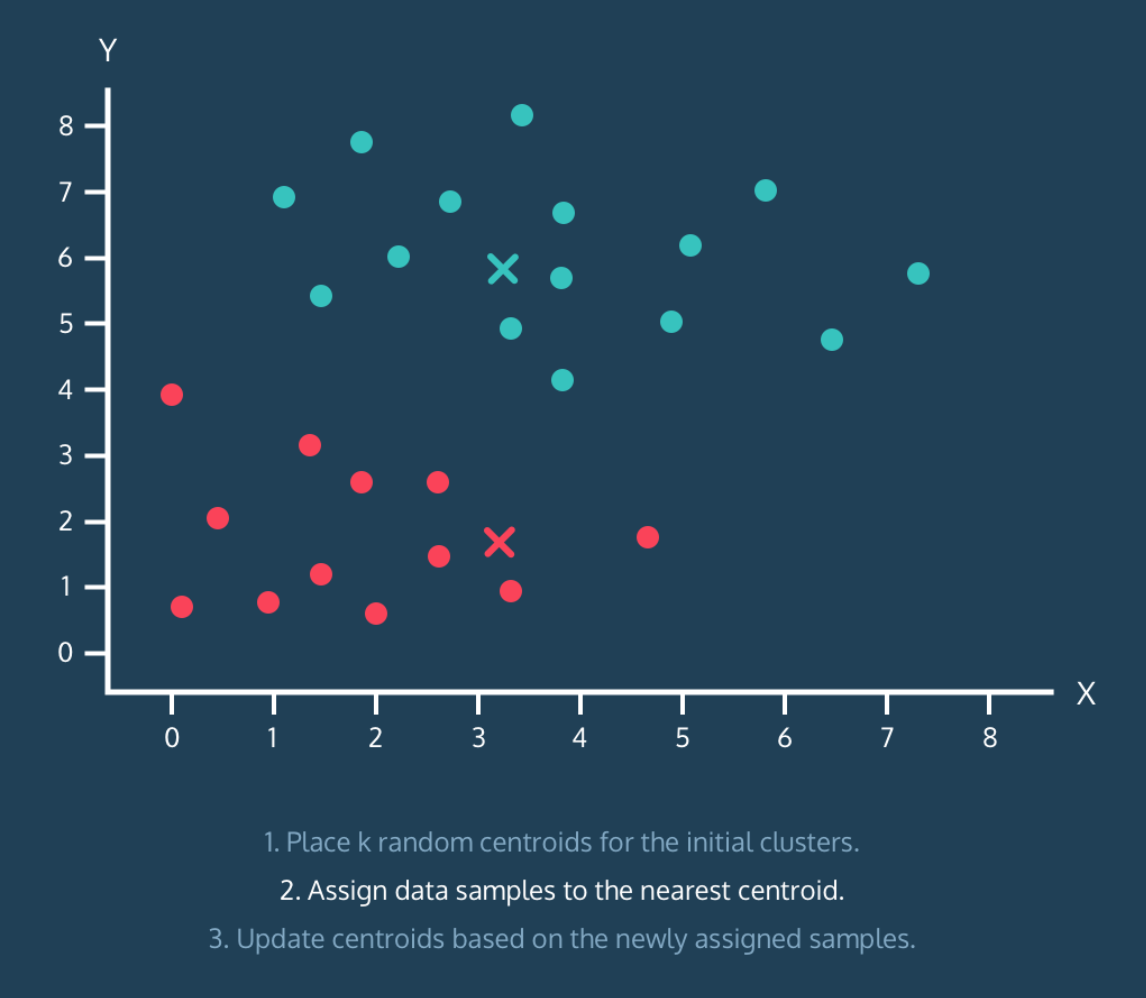 Y
8
7
6
5
4
3
2
1
0
X
0 1 2 3 4 5 6 7 8
1. Place k random centroids for the initial clusters.
2. Assign data samples to the nearest centroid.
3. Update centroids based on the newly assigned samples.